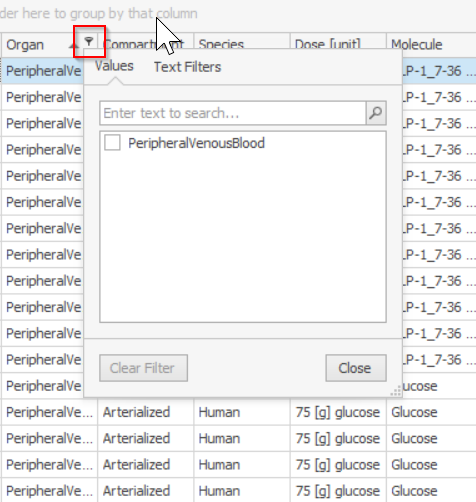 der here to group by that column
Organ Compartment Species Dose [unit] Molecule
PeripheralVe LP-1_7-36 ...
Values Text Filters
PeripheralVe LP-1_7-36 ...
PeripheralVe LP-1_7-36 ...
Enter text to search...
PeripheralVe LP-1_7-36 ...
PeripheralVenousBlood
PeripheralVe LP-1_7-36 ...
PeripheralVe LP-1_7-36 ...
PeripheralVe LP-1_7-36 ...
PeripheralVe LP-1_7-36 ...
PeripheralVe LP-1_7-36 ...
PeripheralVe LP-1_7-36 ...
PeripheralVe LP-1_7-36 ...
PeripheralVe LP-1_7-36 ...
Clear Filter Close
PeripheralVe lucose
PeripheralVe... Arterialized Human 75 [g] glucose Glucose
PeripheralVe... Arterialized Human 75 [g] glucose Glucose
PeripheralVe... Arterialized Human 75 [g] glucose Glucose
PeripheralVe... Arterialized Human 75 [g] glucose Glucose